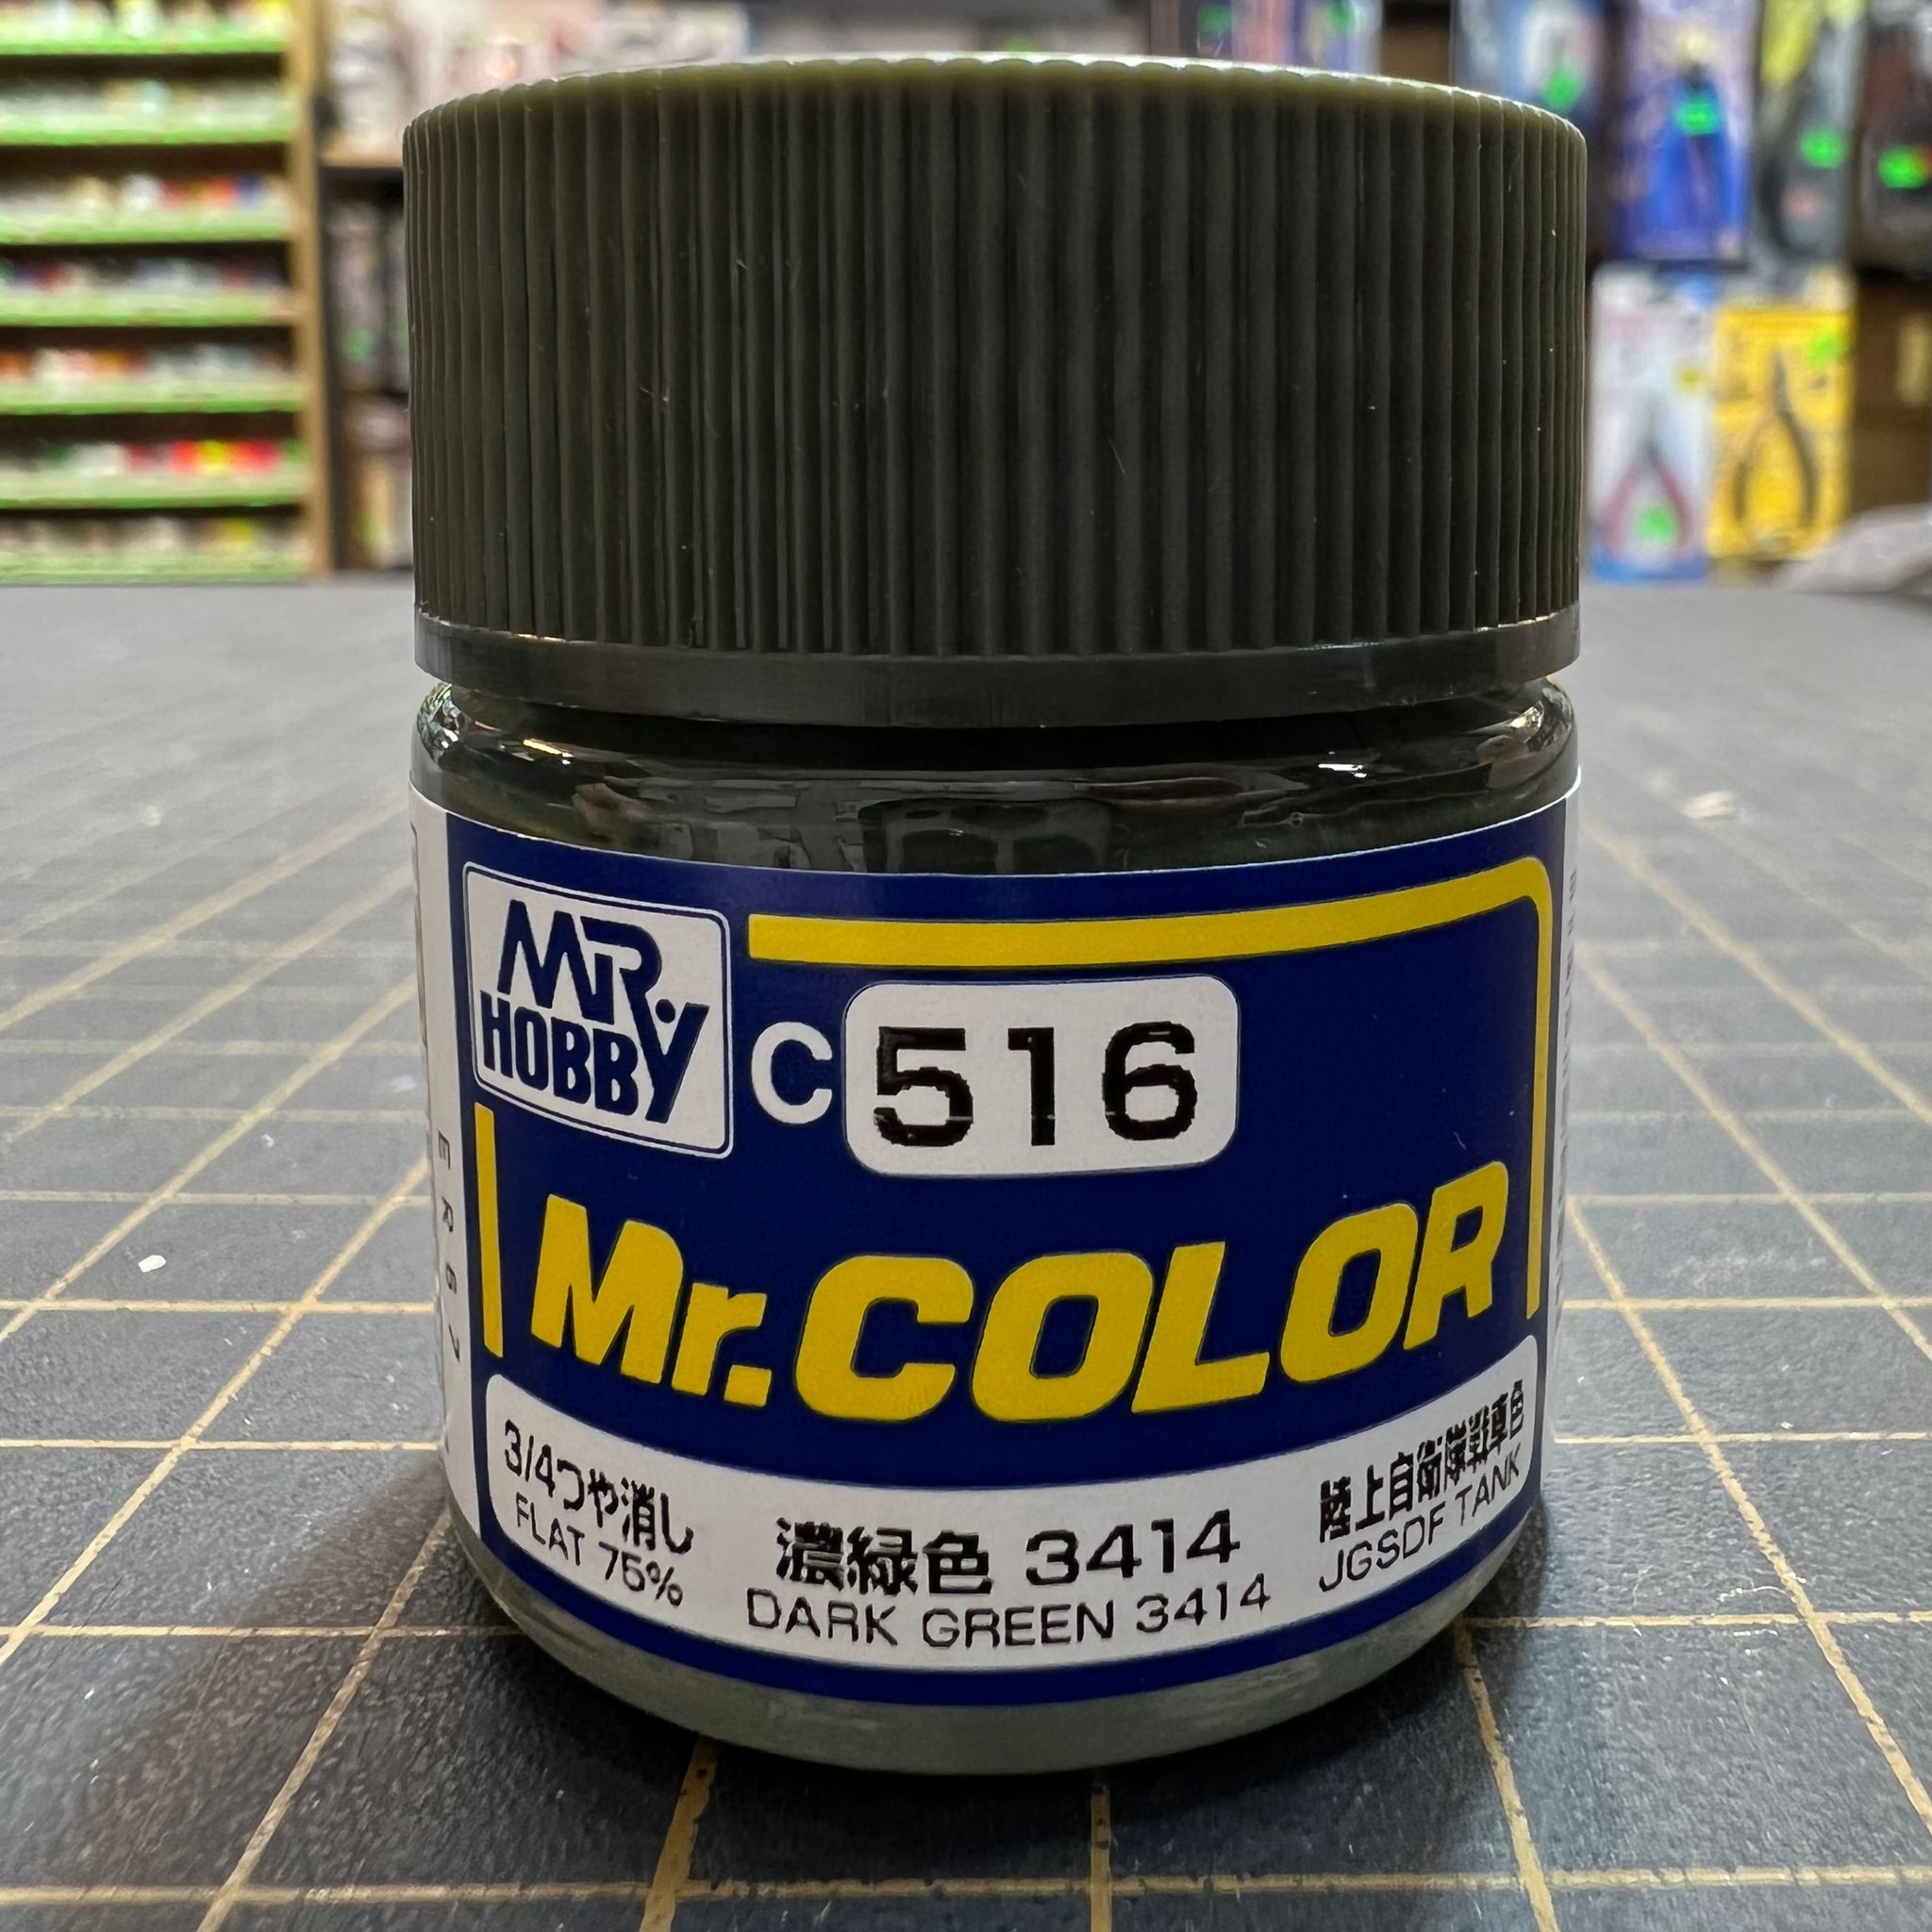 MR.
HOBBY
C 516
Mr.COLOR
3/4つや消し
FLAT 75%
濃緑色 3414
DARK GREEN 3414
陸上自衛隊戦車色
JGSDF TANK